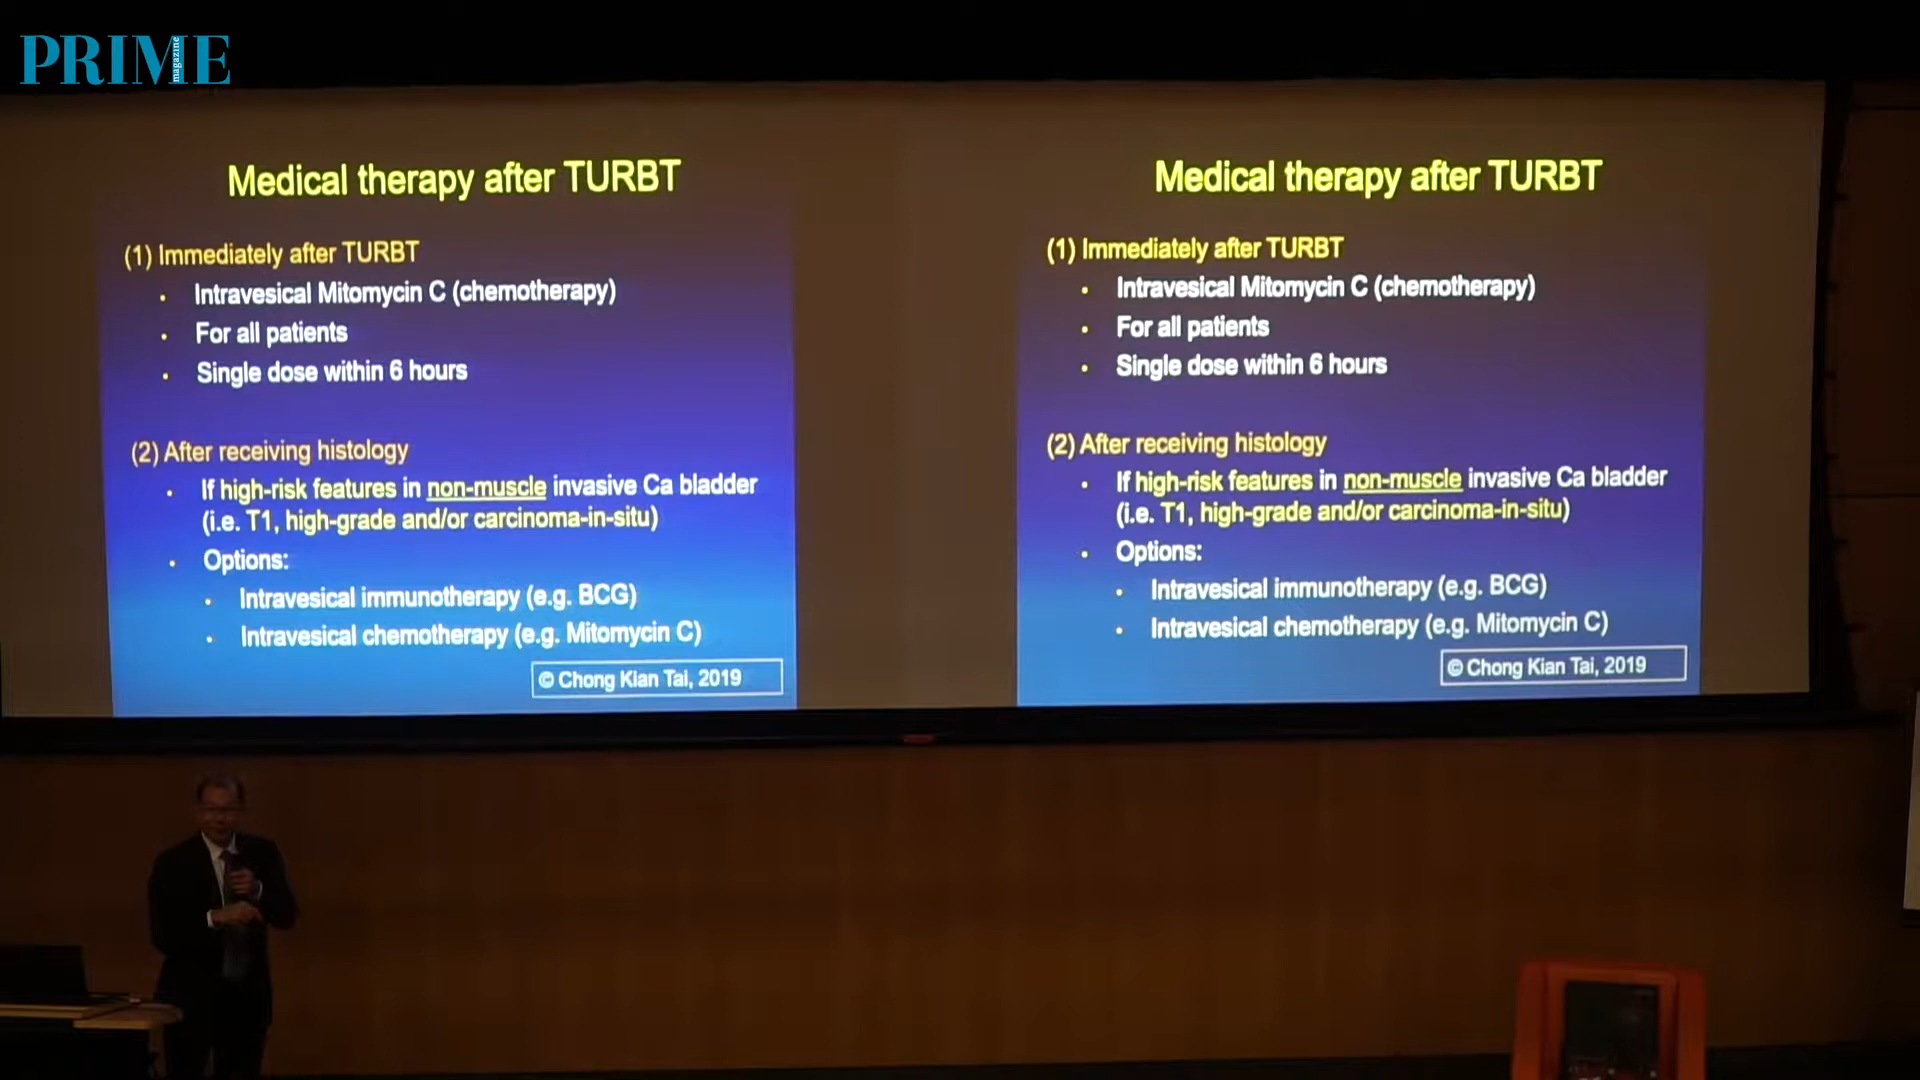 PRIME
magazine
Medical therapy after TURBT
(1) Immediately after TURBT
• Intravesical Mitomycin C (chemotherapy)
• For all patients
• Single dose within 6 hours
(2) After receiving histology
• If high-risk features in non-muscle invasive Ca bladder
(i.e. T1, high-grade and/or carcinoma-in-situ)
• Options:
• Intravesical immunotherapy (e.g. BCG)
• Intravesical chemotherapy (e.g. Mitomycin C)
© Chong Kian Tai, 2019
Medical therapy after TURBT
(1) Immediately after TURBT
• Intravesical Mitomycin C (chemotherapy)
• For all patients
• Single dose within 6 hours
(2) After receiving histology
• If high-risk features in non-muscle invasive Ca bladder
(i.e. T1, high-grade and/or carcinoma-in-situ)
• Options:
• Intravesical immunotherapy (e.g. BCG)
• Intravesical chemotherapy (e.g. Mitomycin C)
© Chong Kian Tai, 2019